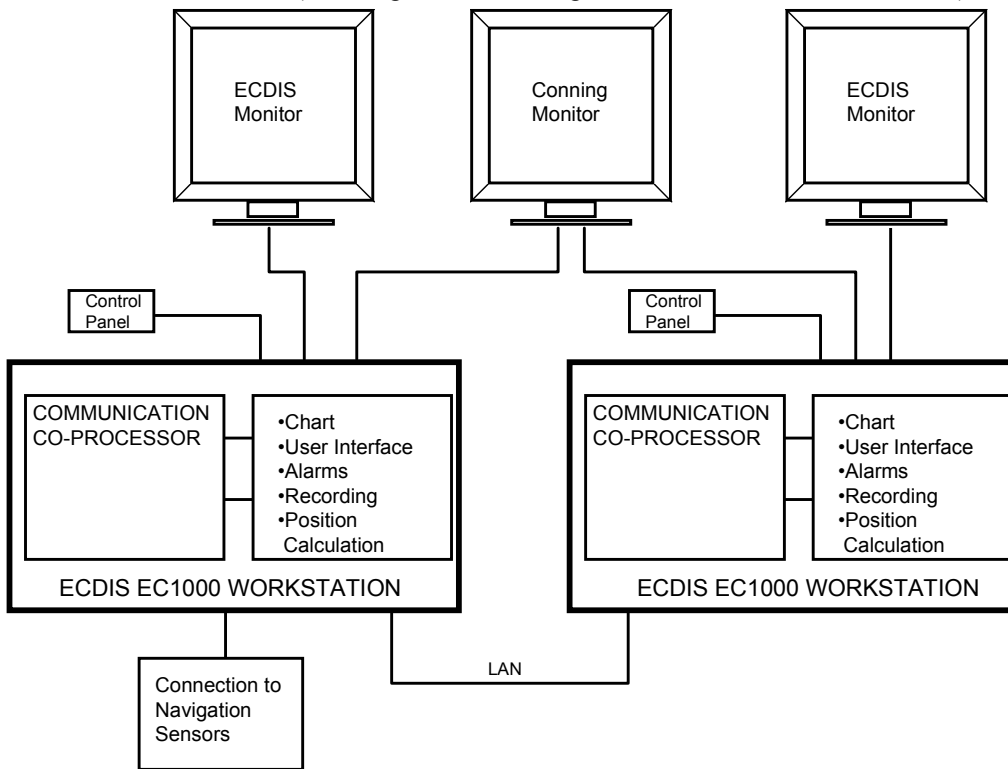 ECDIS
Monitor
Conning
Monitor
ECDIS
Monitor
Control
Panel
Control
Panel
COMMUNICATION
CO-PROCESSOR
•Chart
•User Interface
•Alarms
•Recording
•Position
Calculation
ECDIS EC1000 WORKSTATION
COMMUNICATION
CO-PROCESSOR
•Chart
•User Interface
•Alarms
•Recording
•Position
Calculation
ECDIS EC1000 WORKSTATION
LAN
Connection to
Navigation
Sensors